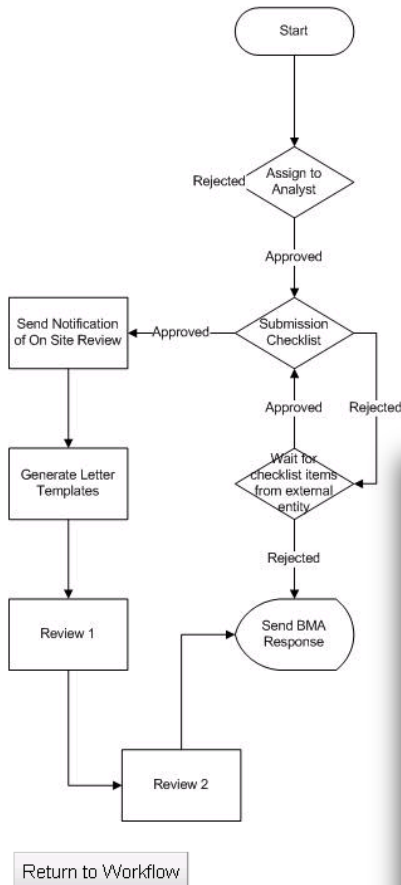 Start
Rejected
Assign to
Analyst
Approved
Send Notification
of On Site Review
Approved
Submission
Checklist
Approved
Rejected
Generate Letter
Templates
Wait for
checklist items
from external
entity
Rejected
Review 1
Send BMA
Response
Review 2
Return to Workflow